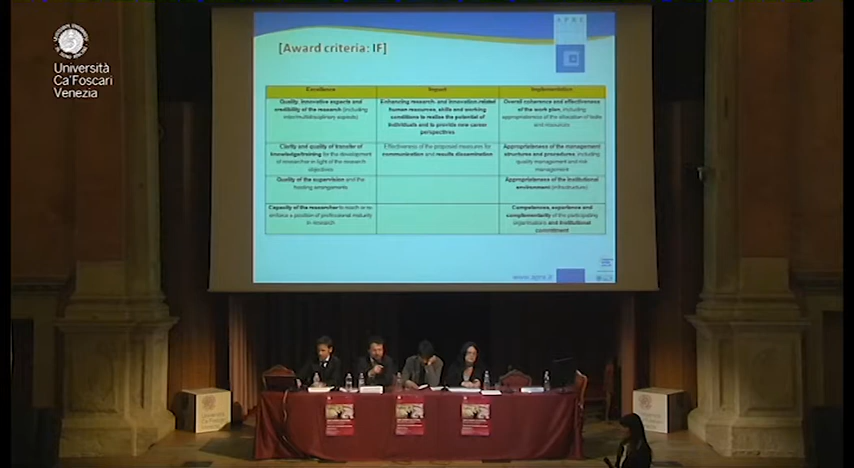 Università
Ca'Foscari
Venezia
APRE
[Award criteria: IF]
Excellence
Impact
Implementation
Quality, innovative aspects and
credibility of the research (including
inter/multidisciplinary aspects)
Enhancing research- and innovation-related
human resources, skills and working
conditions to realise the potential of
individuals and to provide new career
perspectives
Overall coherence and effectiveness
of the work plan, including
appropriateness of the allocation of tasks
and resources
Clarity and quality of transfer of
knowledge/training for the development
of researcher in light of the research
objectives
Effectiveness of the proposed measures for
communication and results dissemination
Appropriateness of the management
structures and procedures, including
quality management and risk
management
Quality of the supervision and the
hosting arrangements
Appropriateness of the institutional
environment (infrastructure)
Capacity of the researcher to reach or re-
enforce a position of professional maturity
in research
Competences, experience and
complementarity of the participating
organisations and institutional
commitment
www.apre.it